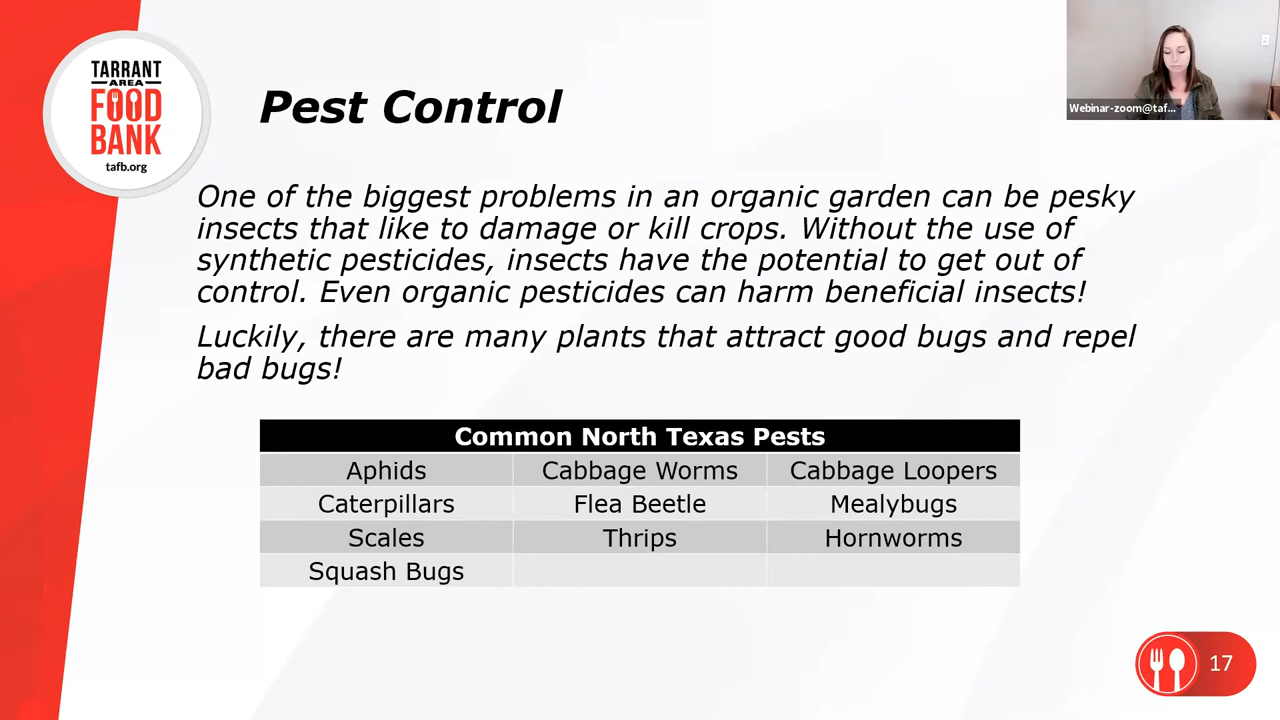 TARRANT
AREA
FOOD
BANK
tafb.org
Pest Control
Webinar-zoom@taf...
One of the biggest problems in an organic garden can be pesky
insects that like to damage or kill crops. Without the use of
synthetic pesticides, insects have the potential to get out of
control. Even organic pesticides can harm beneficial insects!
Luckily, there are many plants that attract good bugs and repel
bad bugs!
Common North Texas Pests
Aphids Cabbage Worms Cabbage Loopers
Caterpillars Flea Beetle Mealybugs
Scales Thrips Hornworms
Squash Bugs
17